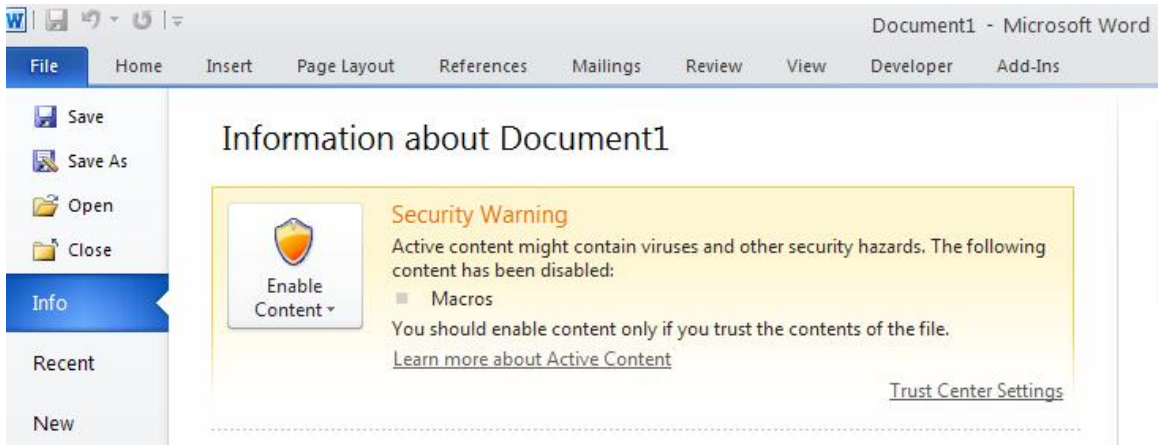 W
Document1 - Microsoft Word
File Home Insert Page Layout References Mailings Review View Developer Add-Ins
Save
Save As
Open
Close
Info
Recent
New
Information about Document1
Enable
Content
Security Warning
Active content might contain viruses and other security hazards. The following
content has been disabled:
Macros
You should enable content only if you trust the contents of the file.
Learn more about Active Content
Trust Center Settings